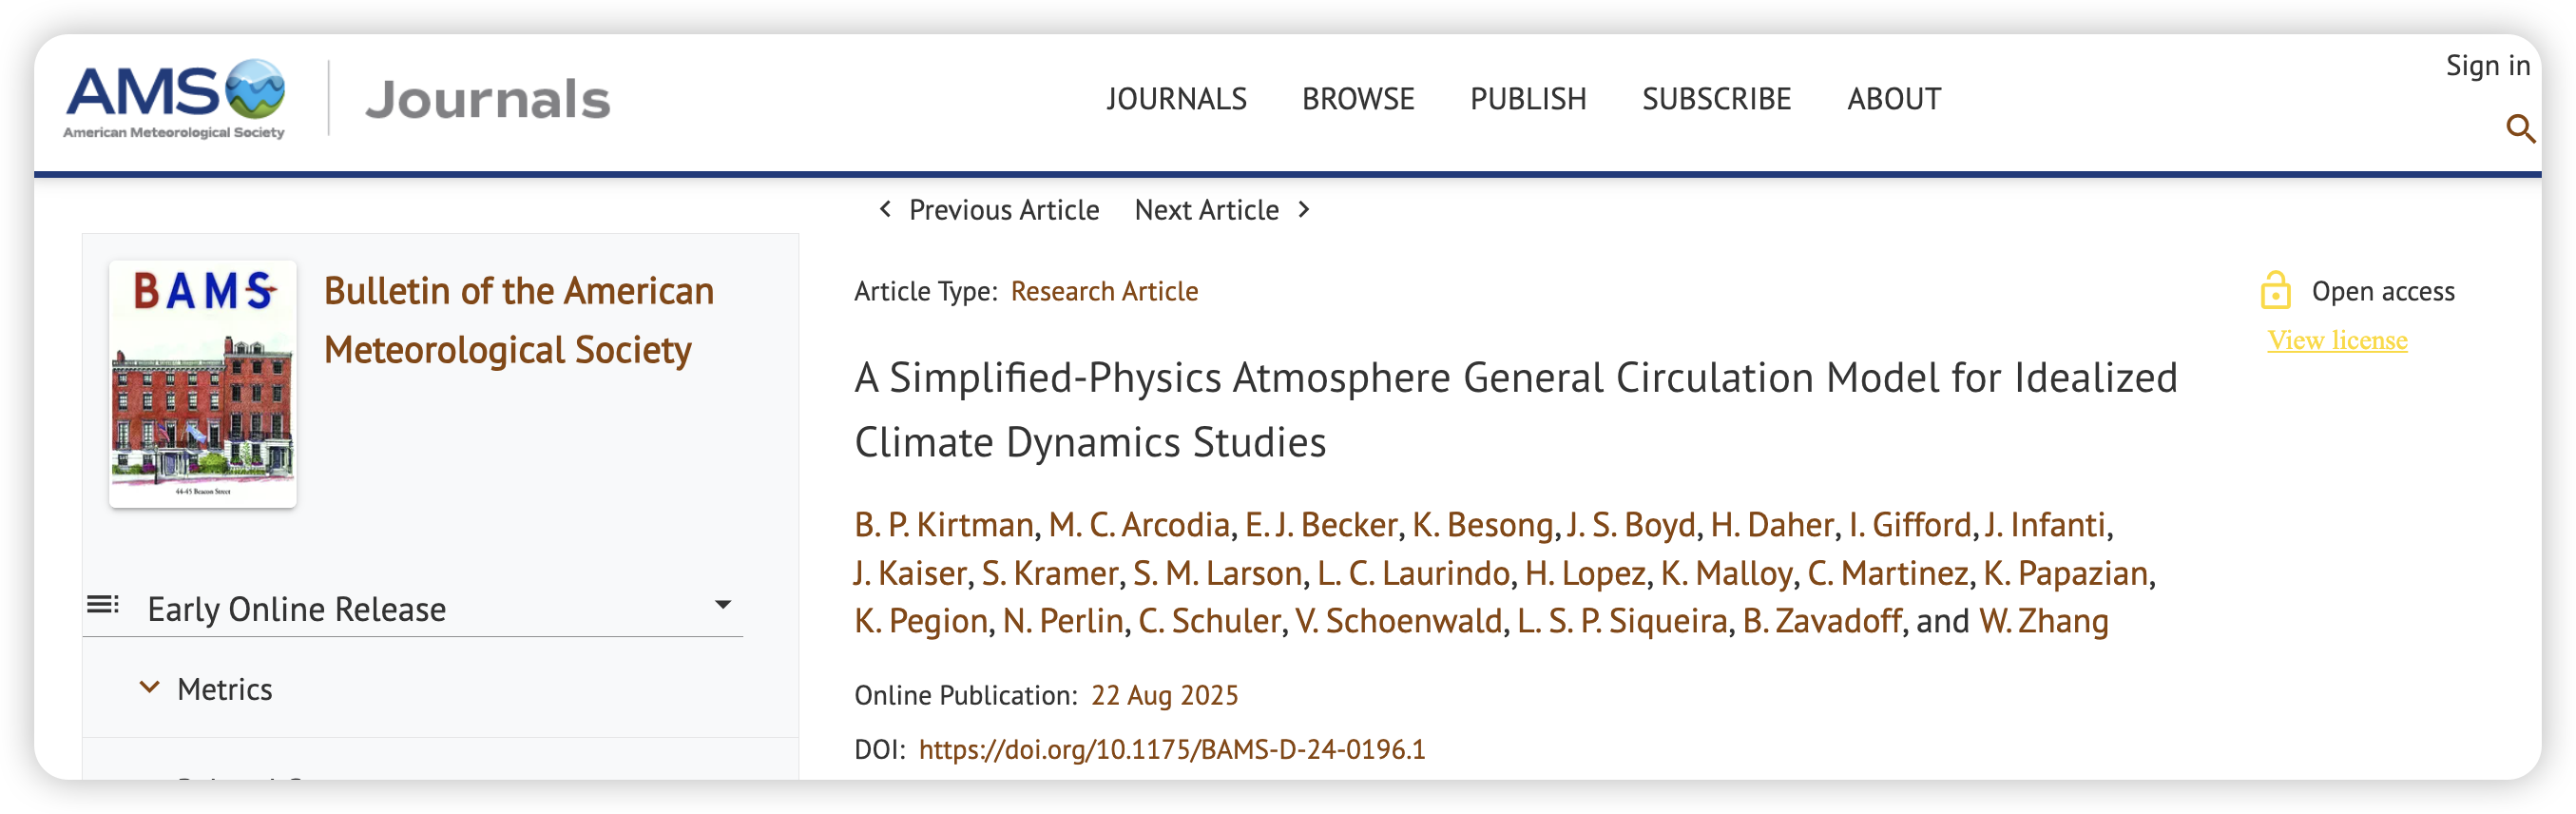 AMS
American Meteorological Society
Journals
JOURNALS BROWSE PUBLISH SUBSCRIBE ABOUT
Sign in
Previous Article Next Article
BAMS
44-45 Beacon Street
Bulletin of the American
Meteorological Society
Early Online Release
Metrics
Article Type: Research Article
Open access
View license
A Simplified-Physics Atmosphere General Circulation Model for Idealized
Climate Dynamics Studies
B. P. Kirtman, M. C. Arcodia, E. J. Becker, K. Besong, J. S. Boyd, H. Daher, I. Gifford, J. Infanti,
J. Kaiser, S. Kramer, S. M. Larson, L. C. Laurindo, H. Lopez, K. Malloy, C. Martinez, K. Papazian,
K. Pegion, N. Perlin, C. Schuler, V. Schoenwald, L. S. P. Siqueira, B. Zavadoff, and W. Zhang
Online Publication: 22 Aug 2025
DOI: https://doi.org/10.1175/BAMS-D-24-0196.1